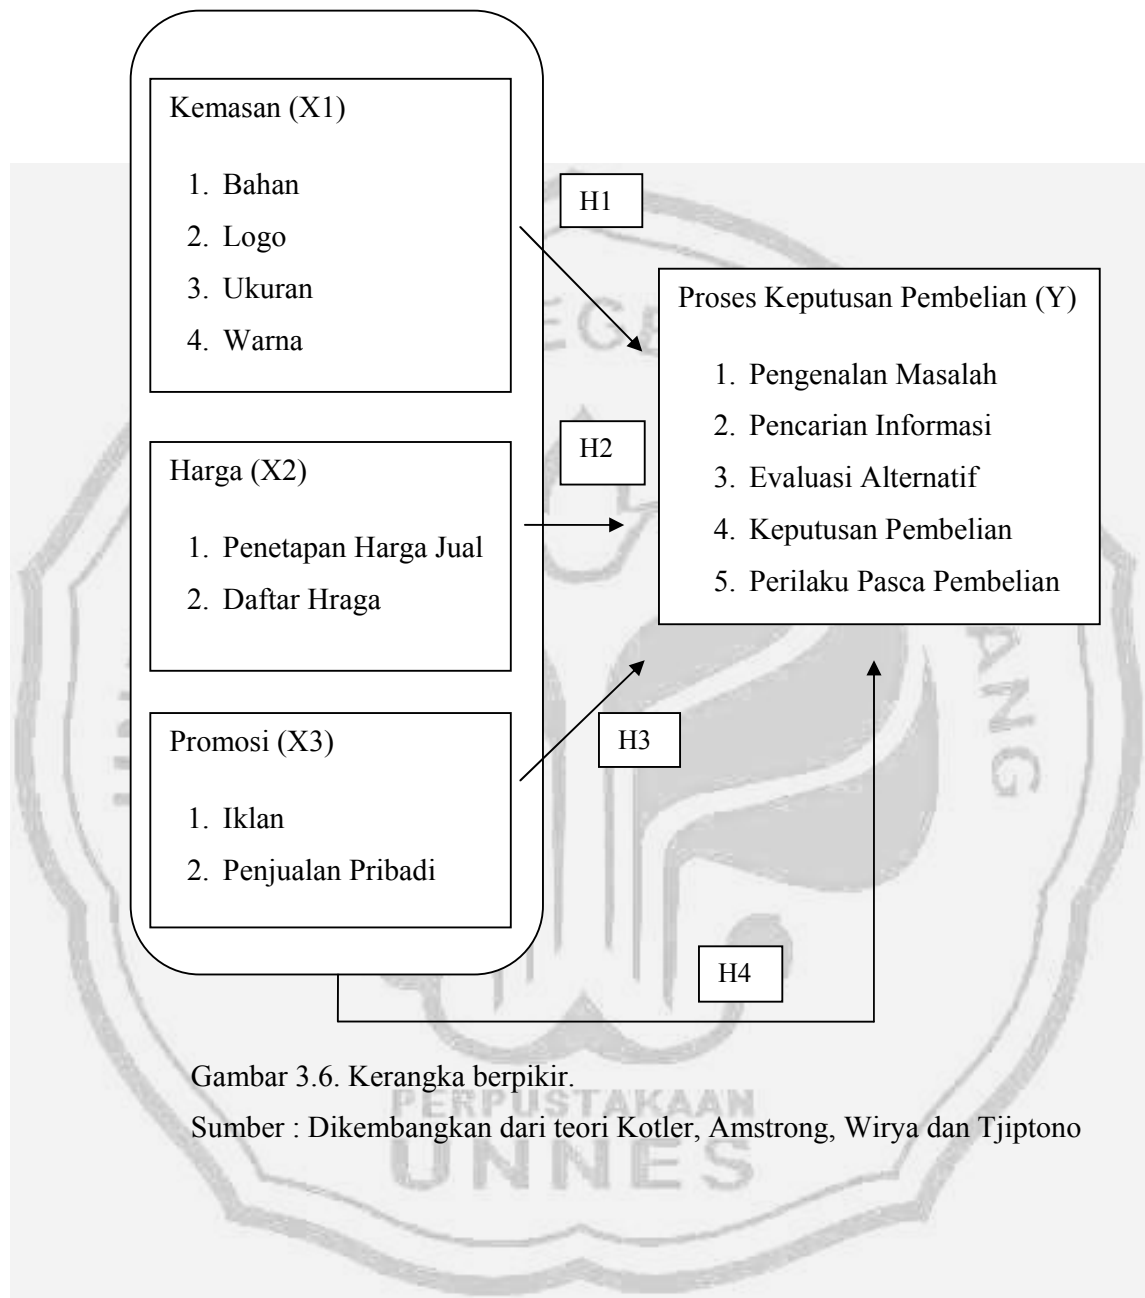 Kemasan (X1)
1. Bahan
2. Logo
3. Ukuran
4. Warna
H1
Harga (X2)
1. Penetapan Harga Jual
2. Daftar Hraga
H2
Promosi (X3)
1. Iklan
2. Penjualan Pribadi
H3
Proses Keputusan Pembelian (Y)
1. Pengenalan Masalah
2. Pencarian Informasi
3. Evaluasi Alternatif
4. Keputusan Pembelian
5. Perilaku Pasca Pembelian
H4
Gambar 3.6. Kerangka berpikir.
Sumber : Dikembangkan dari teori Kotler, Amstrong, Wirya dan Tjiptono
PERPUSTAKAAN
UNNES